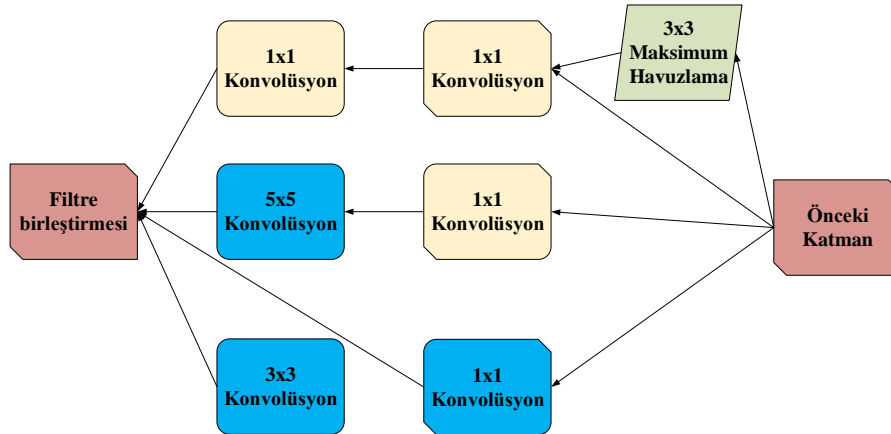 1x1
Konvolüsyon
1x1
Konvolüsyon
3x3
Maksimum
Havuzlama
Filtre
birleştirmesi
5x5
Konvolüsyon
1x1
Konvolüsyon
Önceki
Katman
3x3
Konvolüsyon
1x1
Konvolüsyon